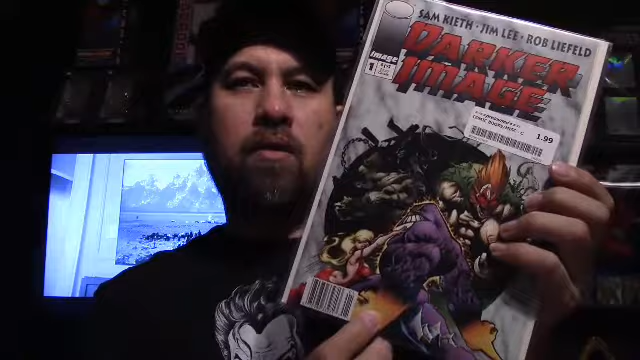 SAM KIETH · JIM LEE · ROB LIEFELD
DARKER
IMAGE
image
1
1.99